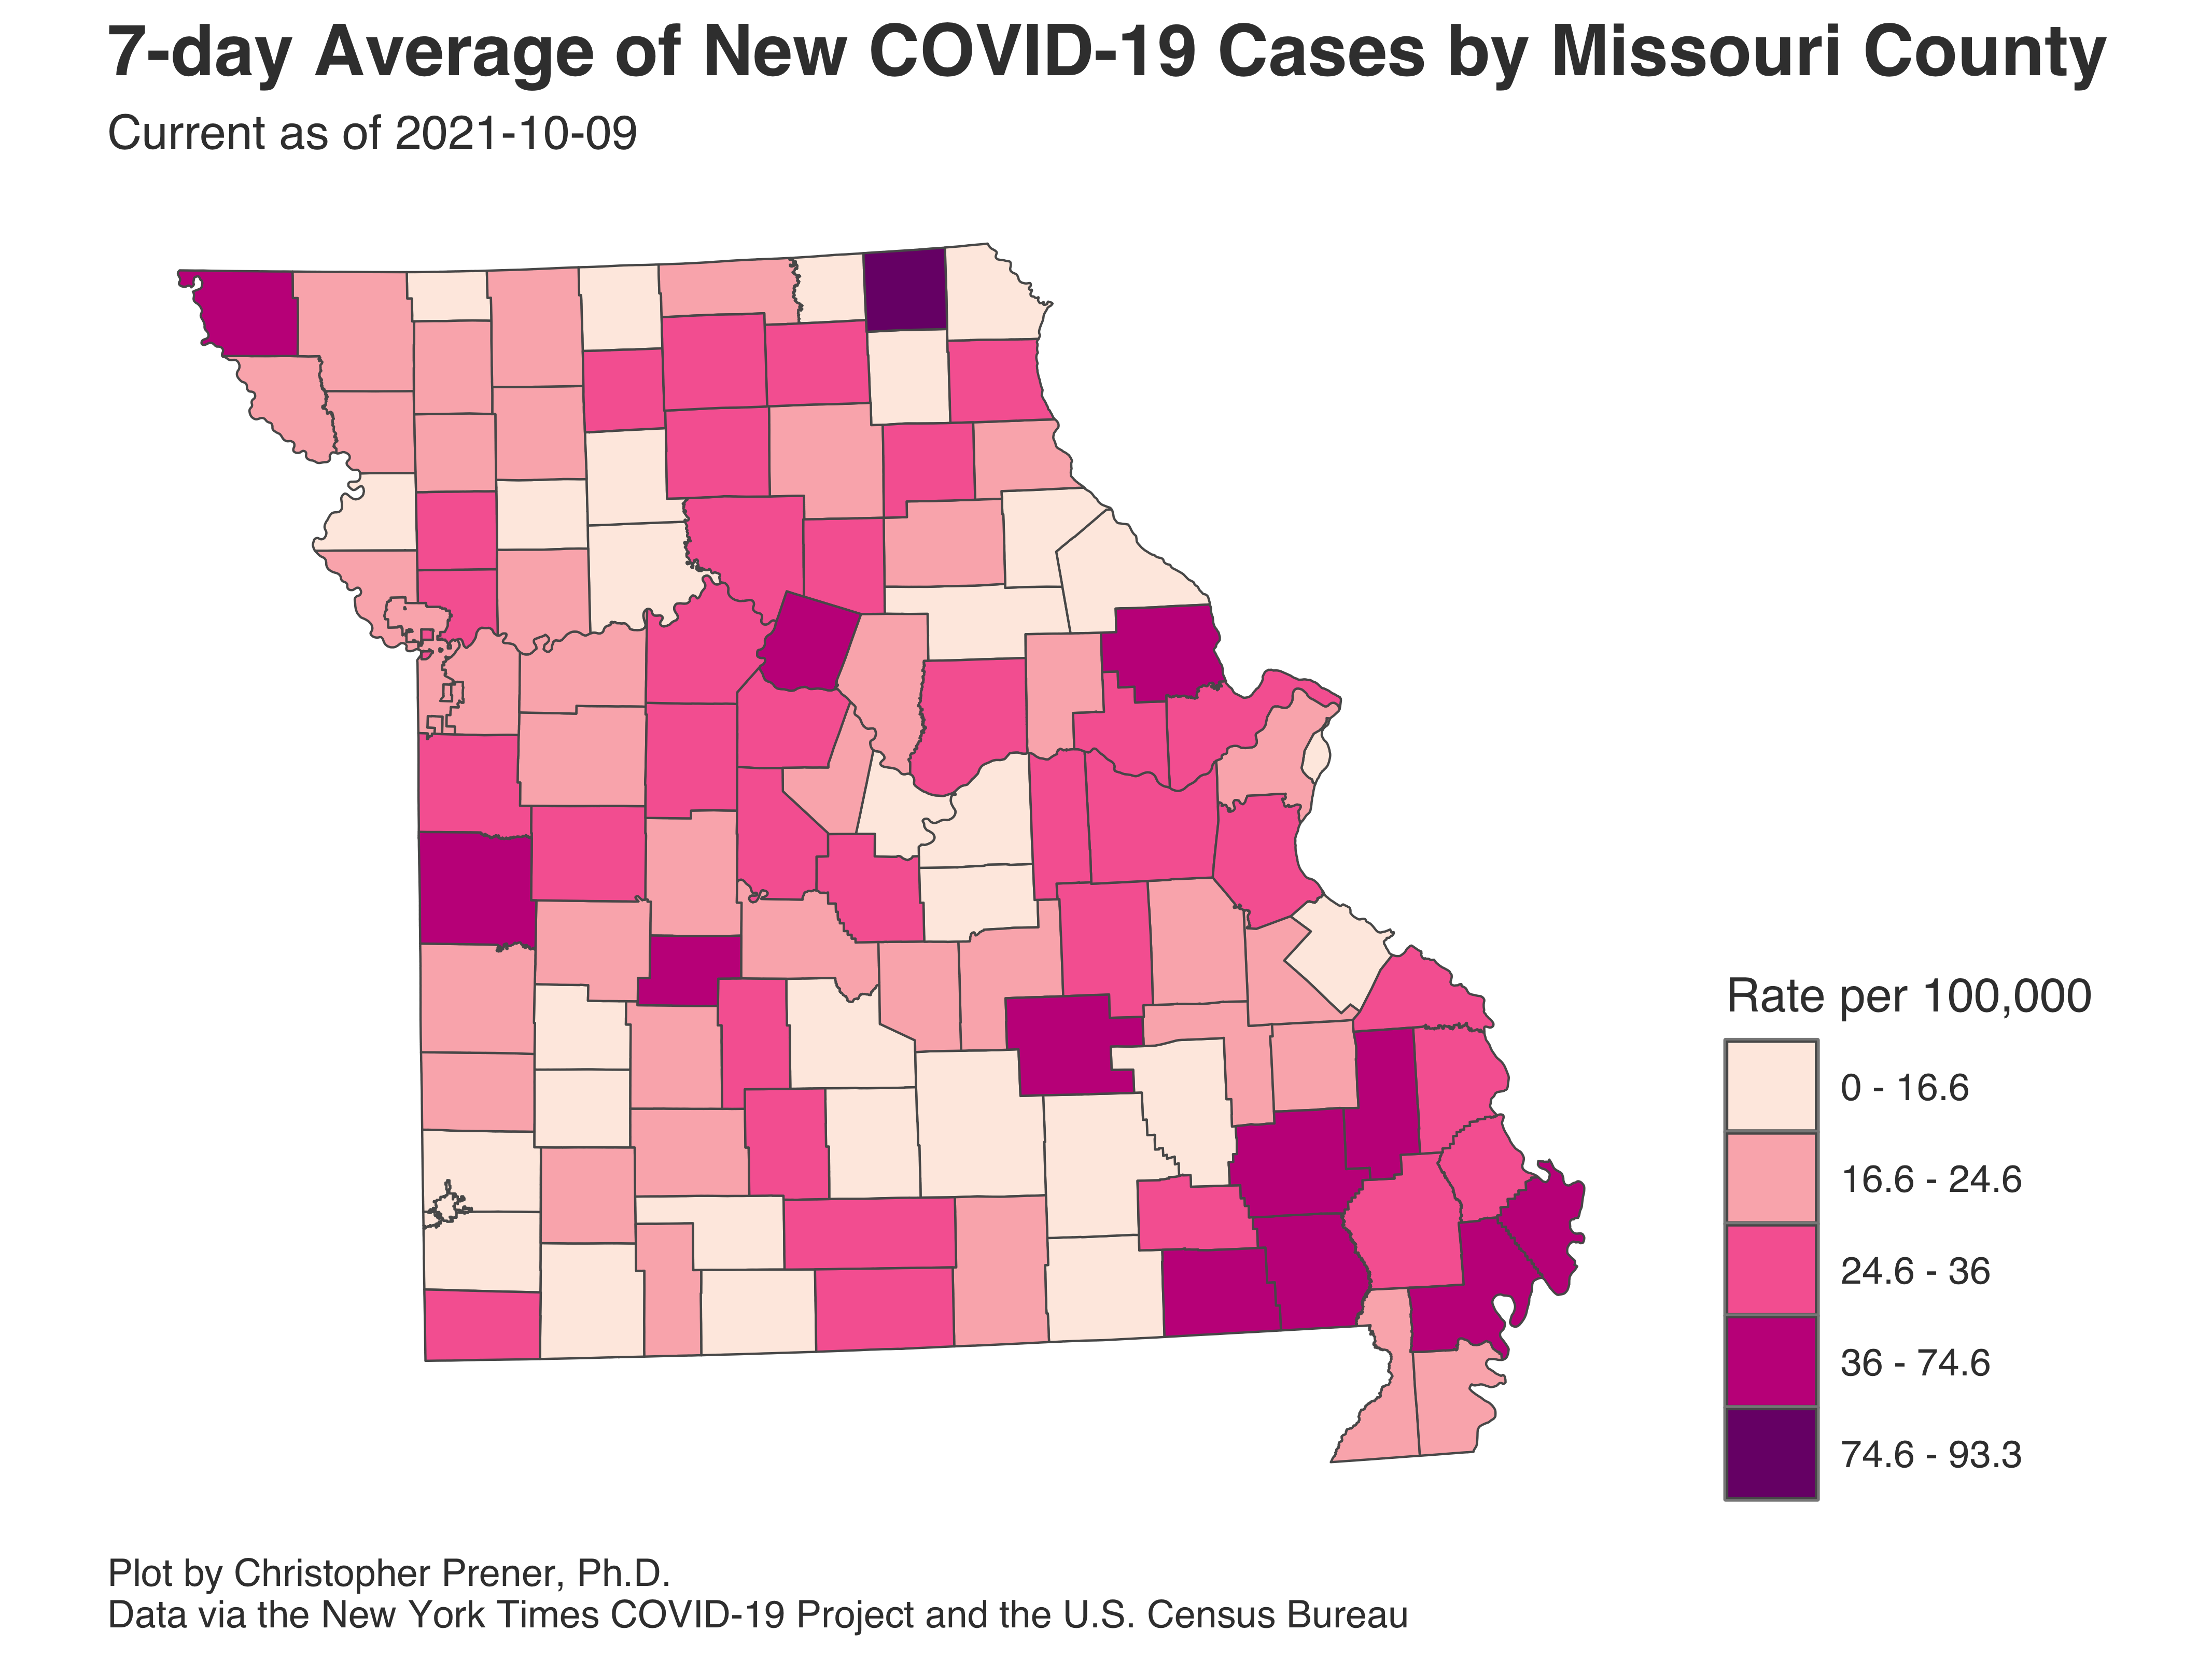 7-day Average of New COVID-19 Cases by Missouri County
Current as of 2021-10-09
Rate per 100,000
0 - 16.6
16.6 - 24.6
24.6 - 36
36 - 74.6
74.6 - 93.3
Plot by Christopher Prener, Ph.D.
Data via the New York Times COVID-19 Project and the U.S. Census Bureau